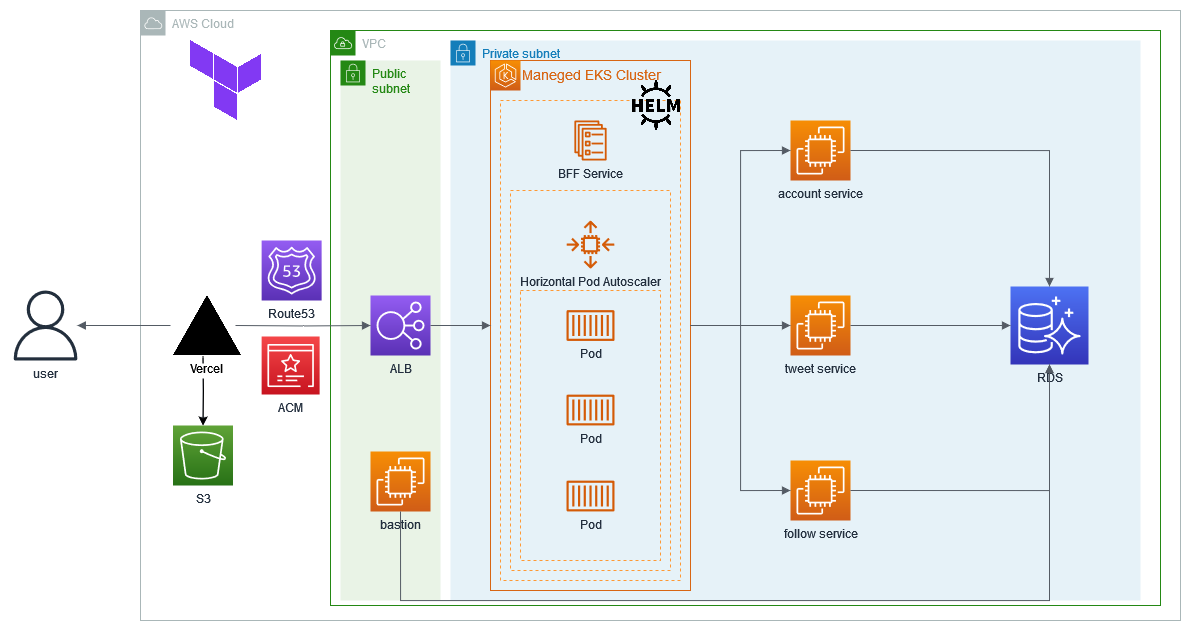 AWS Cloud
VPC
Public
subnet
Private subnet
Maneged EKS Cluster
HELM
BFF Service
Horizontal Pod Autoscaler
Pod
Pod
Pod
53
Route53
ACM
Vercel
user
S3
ALB
bastion
account service
tweet service
follow service
RDS
K